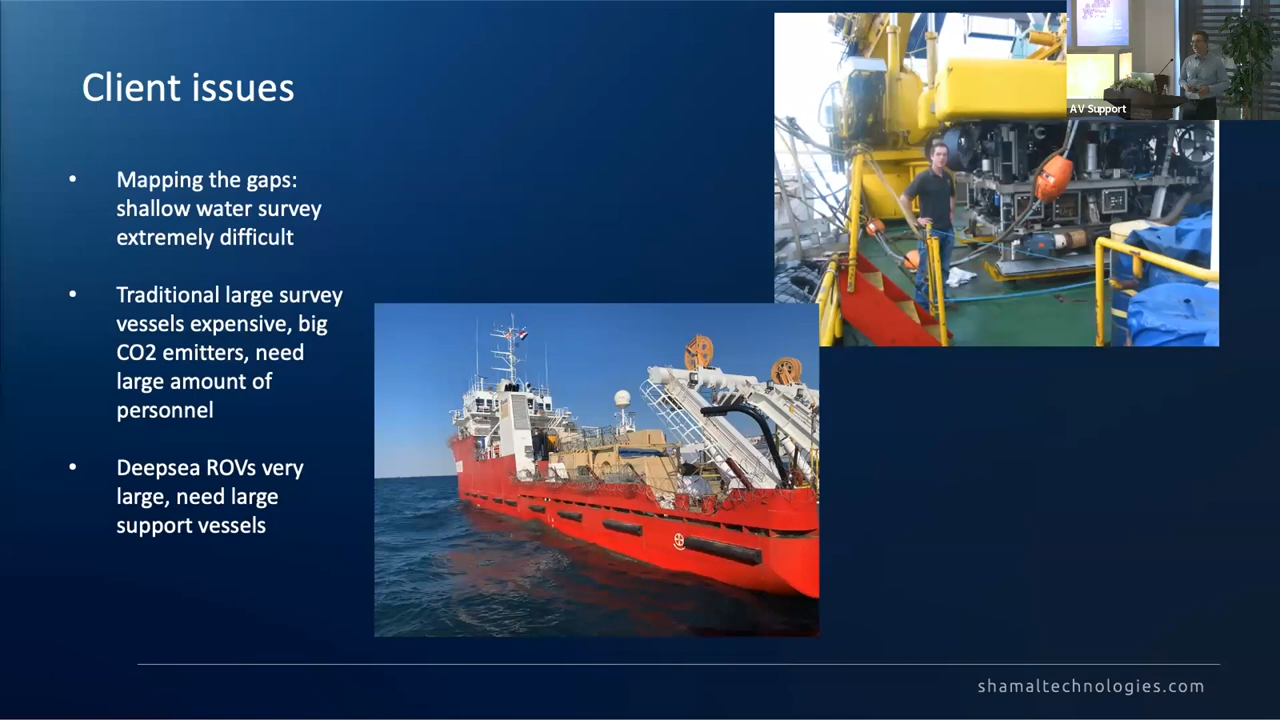 Client issues
• Mapping the gaps:
shallow water survey
extremely difficult
• Traditional large survey
vessels expensive, big
CO2 emitters, need
large amount of
personnel
• Deepsea ROVs very
large, need large
support vessels
AV Support
shamaltechnologies.com